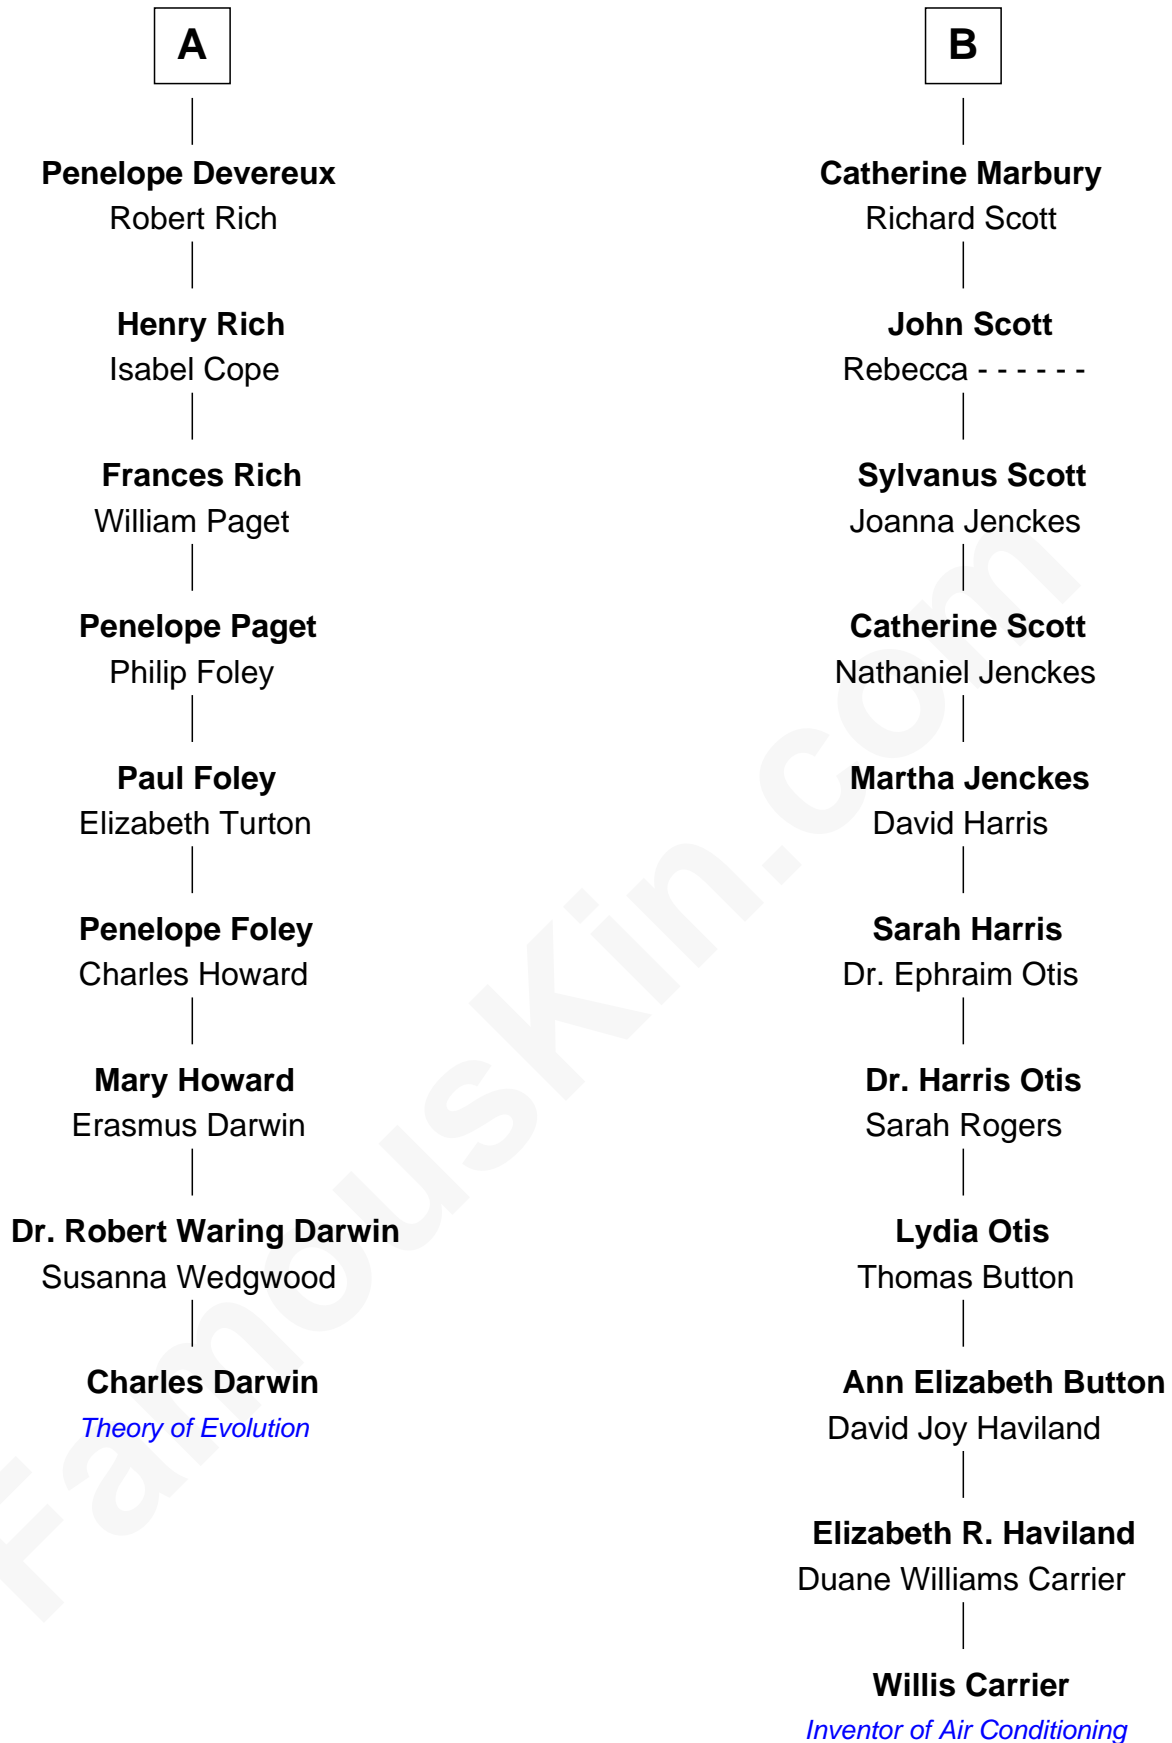 A
Penelope Devereux
Robert Rich
Henry Rich
Isabel Cope
Frances Rich
William Paget
Penelope Paget
Philip Foley
Paul Foley
Elizabeth Turton
Penelope Foley
Charles Howard
Mary Howard
Erasmus Darwin
Dr. Robert Waring Darwin
Susanna Wedgwood
Charles Darwin
Theory of Evolution
B
Catherine Marbury
Richard Scott
John Scott
Rebecca - - - - - -
Sylvanus Scott
Joanna Jenckes
Catherine Scott
Nathaniel Jenckes
Martha Jenckes
David Harris
Sarah Harris
Dr. Ephraim Otis
Dr. Harris Otis
Sarah Rogers
Lydia Otis
Thomas Button
Ann Elizabeth Button
David Joy Haviland
Elizabeth R. Haviland
Duane Williams Carrier
Willis Carrier
Inventor of Air Conditioning
FamousKin.com